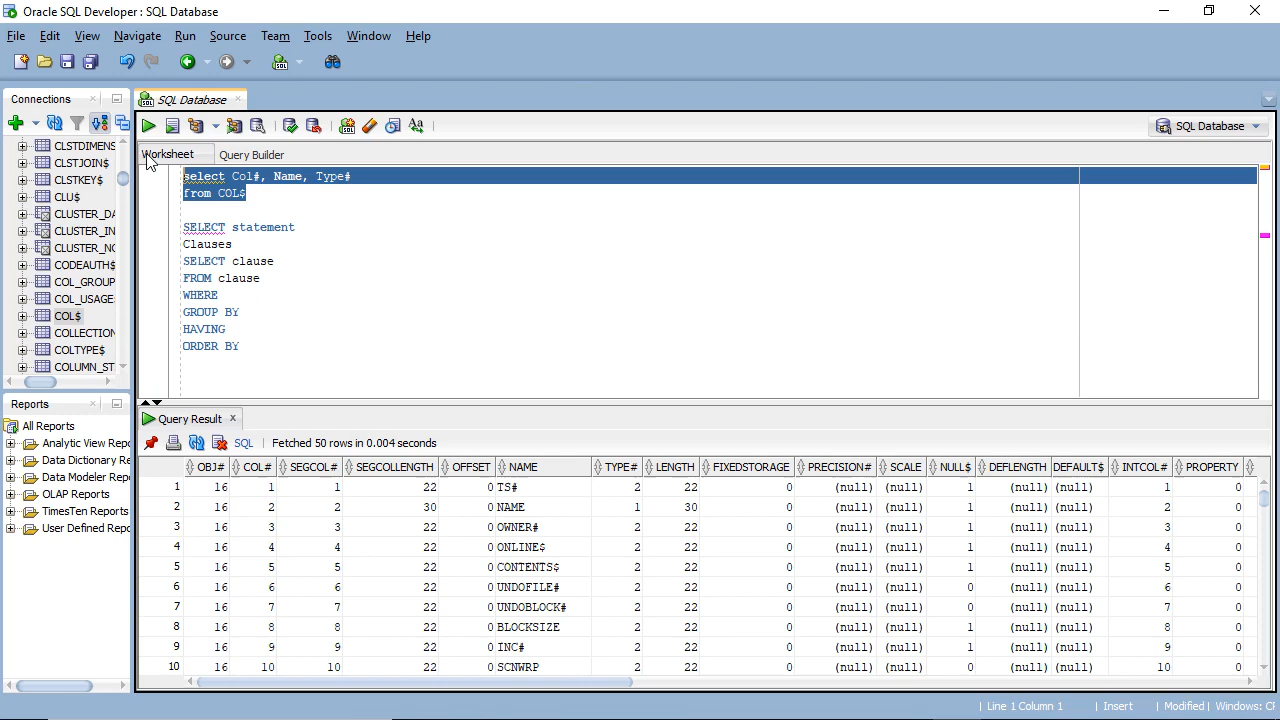 Oracle SQL Developer : SQL Database
File Edit View Navigate Run Source Team Tools Window Help
Connections
SQL Database
SQL Database
Worksheet Query Builder
CLSTDIMENS
CLSTJOIN$
CLSTKEY$
CLU$
CLUSTER_DA
CLUSTER_IN
CLUSTER_NO
CODEAUTH$
COL_GROUP
COL_USAGE
COL$
COLLECTION
COLTYPE$
COLUMN_ST
select Col#, Name, Type#
from COL$
SELECT statement
Clauses
SELECT clause
FROM clause
WHERE
GROUP BY
HAVING
ORDER BY
Reports
All Reports
Analytic View Repo
Data Dictionary Re
Data Modeler Repo
OLAP Reports
TimesTen Reports
User Defined Repo
Query Result
SQL | Fetched 50 rows in 0.004 seconds
OBJ# COL# SEGCOL# SEGCOLLENGTH OFFSET NAME TYPE# LENGTH FIXEDSTORAGE PRECISION# SCALE NULL$ DEFLENGTH DEFAULT$ INTCOL# PROPERTY
1 16 1 1 22 0 TS# 2 22 0 (null) (null) 1 (null) (null) 1 0
2 16 2 2 30 0 NAME 1 30 0 (null) (null) 1 (null) (null) 2 0
3 16 3 3 22 0 OWNER# 2 22 0 (null) (null) 1 (null) (null) 3 0
4 16 4 4 22 0 ONLINE$ 2 22 0 (null) (null) 1 (null) (null) 4 0
5 16 5 5 22 0 CONTENTS$ 2 22 0 (null) (null) 1 (null) (null) 5 0
6 16 6 6 22 0 UNDOFILE# 2 22 0 (null) (null) 0 (null) (null) 6 0
7 16 7 7 22 0 UNDOBLOCK# 2 22 0 (null) (null) 0 (null) (null) 7 0
8 16 8 8 22 0 BLOCKSIZE 2 22 0 (null) (null) 1 (null) (null) 8 0
9 16 9 9 22 0 INC# 2 22 0 (null) (null) 1 (null) (null) 9 0
10 16 10 10 22 0 SCNWRP 2 22 0 (null) (null) 0 (null) (null) 10 0
Line 1 Column 1 | Insert | Modified | Windows: CF